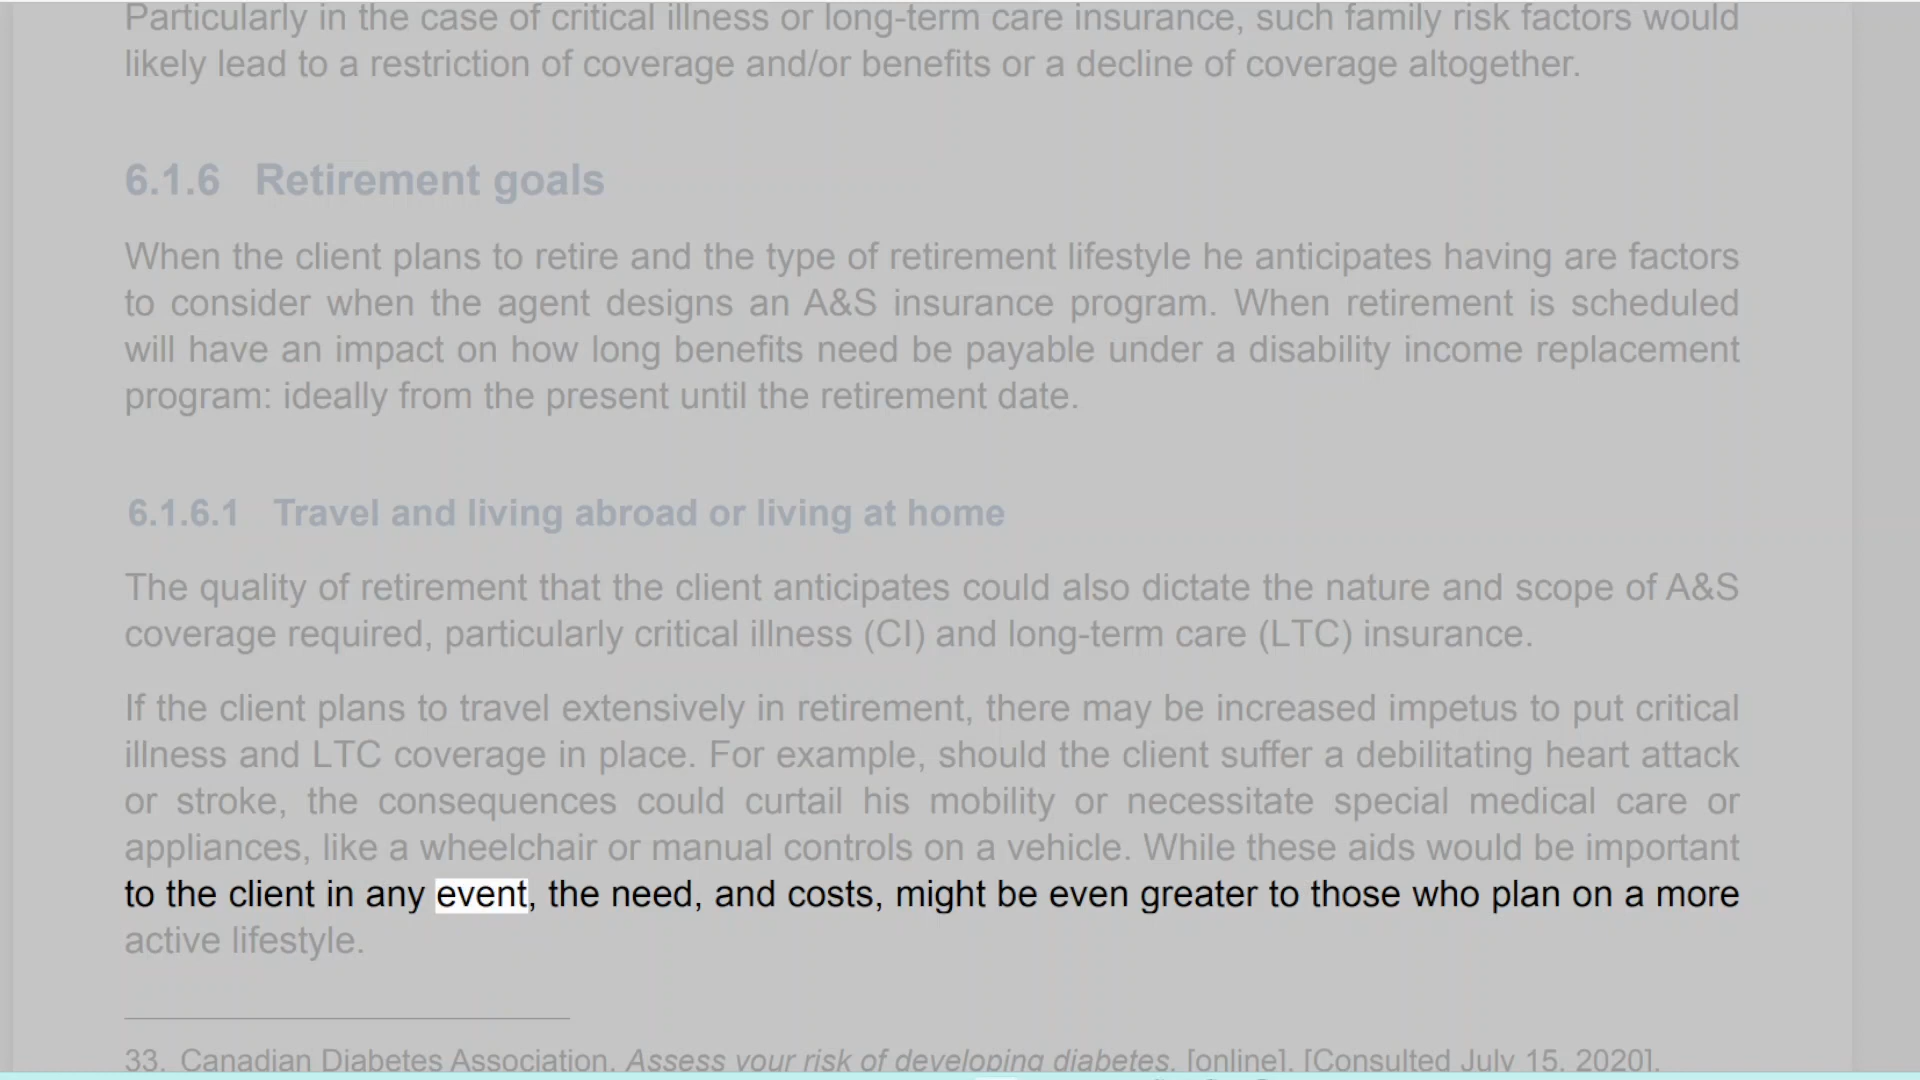 Particularly in the case of critical illness or long-term care insurance, such family risk factors would
likely lead to a restriction of coverage and/or benefits or a decline of coverage altogether.
6.1.6 Retirement goals
When the client plans to retire and the type of retirement lifestyle he anticipates having are factors
to consider when the agent designs an A&S insurance program. When retirement is scheduled
will have an impact on how long benefits need be payable under a disability income replacement
program: ideally from the present until the retirement date.
6.1.6.1 Travel and living abroad or living at home
The quality of retirement that the client anticipates could also dictate the nature and scope of A&S
coverage required, particularly critical illness (CI) and long-term care (LTC) insurance.
If the client plans to travel extensively in retirement, there may be increased impetus to put critical
illness and LTC coverage in place. For example, should the client suffer a debilitating heart attack
or stroke, the consequences could curtail his mobility or necessitate special medical care or
appliances, like a wheelchair or manual controls on a vehicle. While these aids would be important
to the client in any event, the need, and costs, might be even greater to those who plan on a more
active lifestyle.
33. Canadian Diabetes Association. Assess your risk of developing diabetes. [online]. [Consulted July 15, 2020].